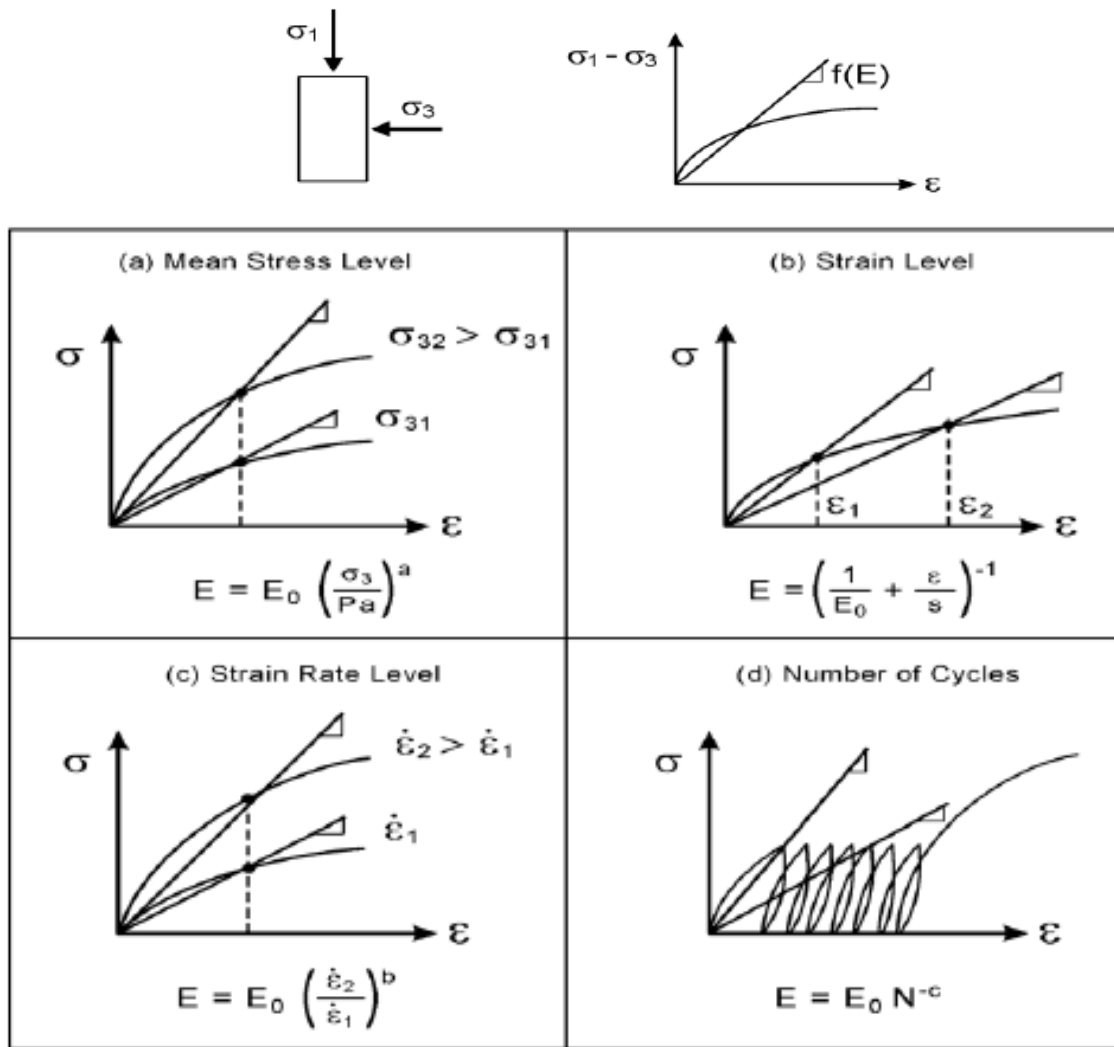 σ1
σ3
σ1 - σ3
f(E)
ε
(a) Mean Stress Level
σ
σ32 > σ31
σ31
ε
E = E0 (σ3/Pa)^a
(b) Strain Level
σ
ε1
ε2
ε
E = (1/E0 + ε/s)^-1
(c) Strain Rate Level
σ
ε̇2 > ε̇1
ε̇1
ε
E = E0 (ε̇2/ε̇1)^b
(d) Number of Cycles
σ
ε
E = E0 N^-c